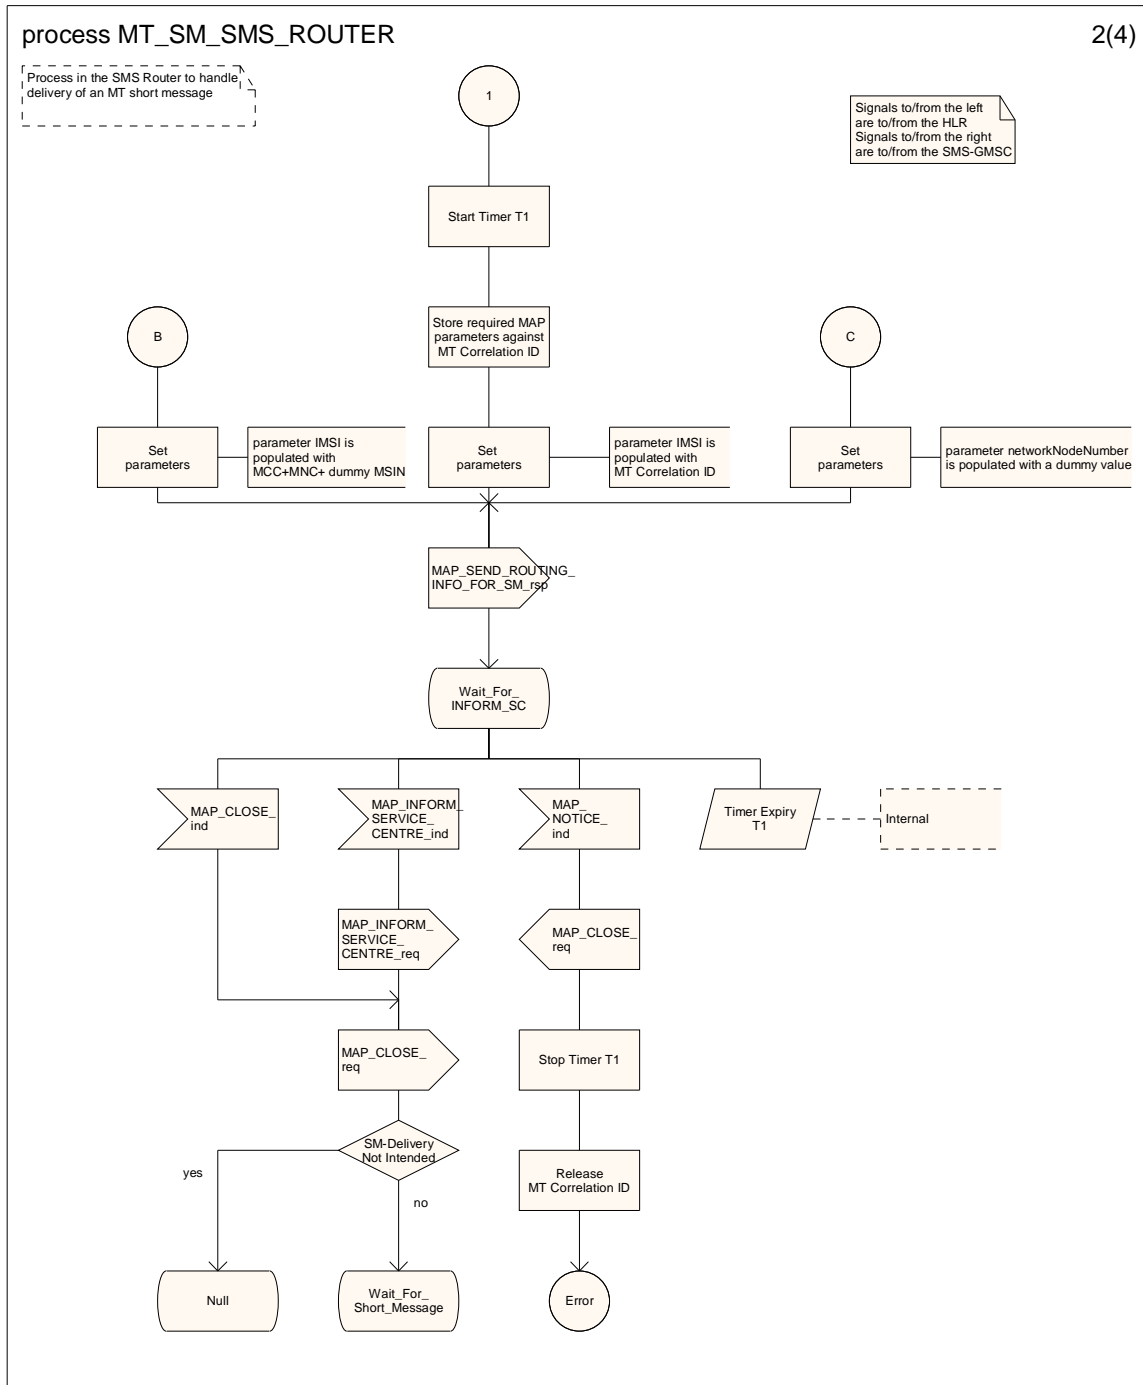 process MT_SM_SMS_ROUTER
2(4)
Process in the SMS Router to handle
delivery of an MT short message
1
Signals to/from the left
are to/from the HLR
Signals to/from the right
are to/from the SMS-GMSC
Start Timer T1
B
Store required MAP
parameters against
MT Correlation ID
C
Set
parameters
parameter IMSI is
populated with
MCC+MNC+ dummy MSIN
Set
parameters
parameter IMSI is
populated with
MT Correlation ID
Set
parameters
parameter networkNodeNumber
is populated with a dummy value
MAP_SEND_ROUTING_
INFO_FOR_SM_rsp
Wait_For_
INFORM_SC
MAP_CLOSE_
ind
MAP_INFORM_
SERVICE_
CENTRE_ind
MAP_
NOTICE_
ind
Timer Expiry
T1
Internal
MAP_INFORM_
SERVICE_
CENTRE_req
MAP_CLOSE_
req
MAP_CLOSE_
req
Stop Timer T1
SM-Delivery
Not Intended
yes
no
Release
MT Correlation ID
Null
Wait_For_
Short_Message
Error